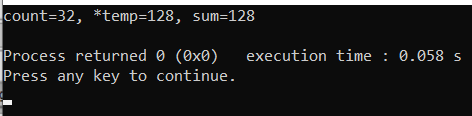 count=32, *temp=128, sum=128
Process returned 0 (0x0)   execution time : 0.058 s
Press any key to continue.